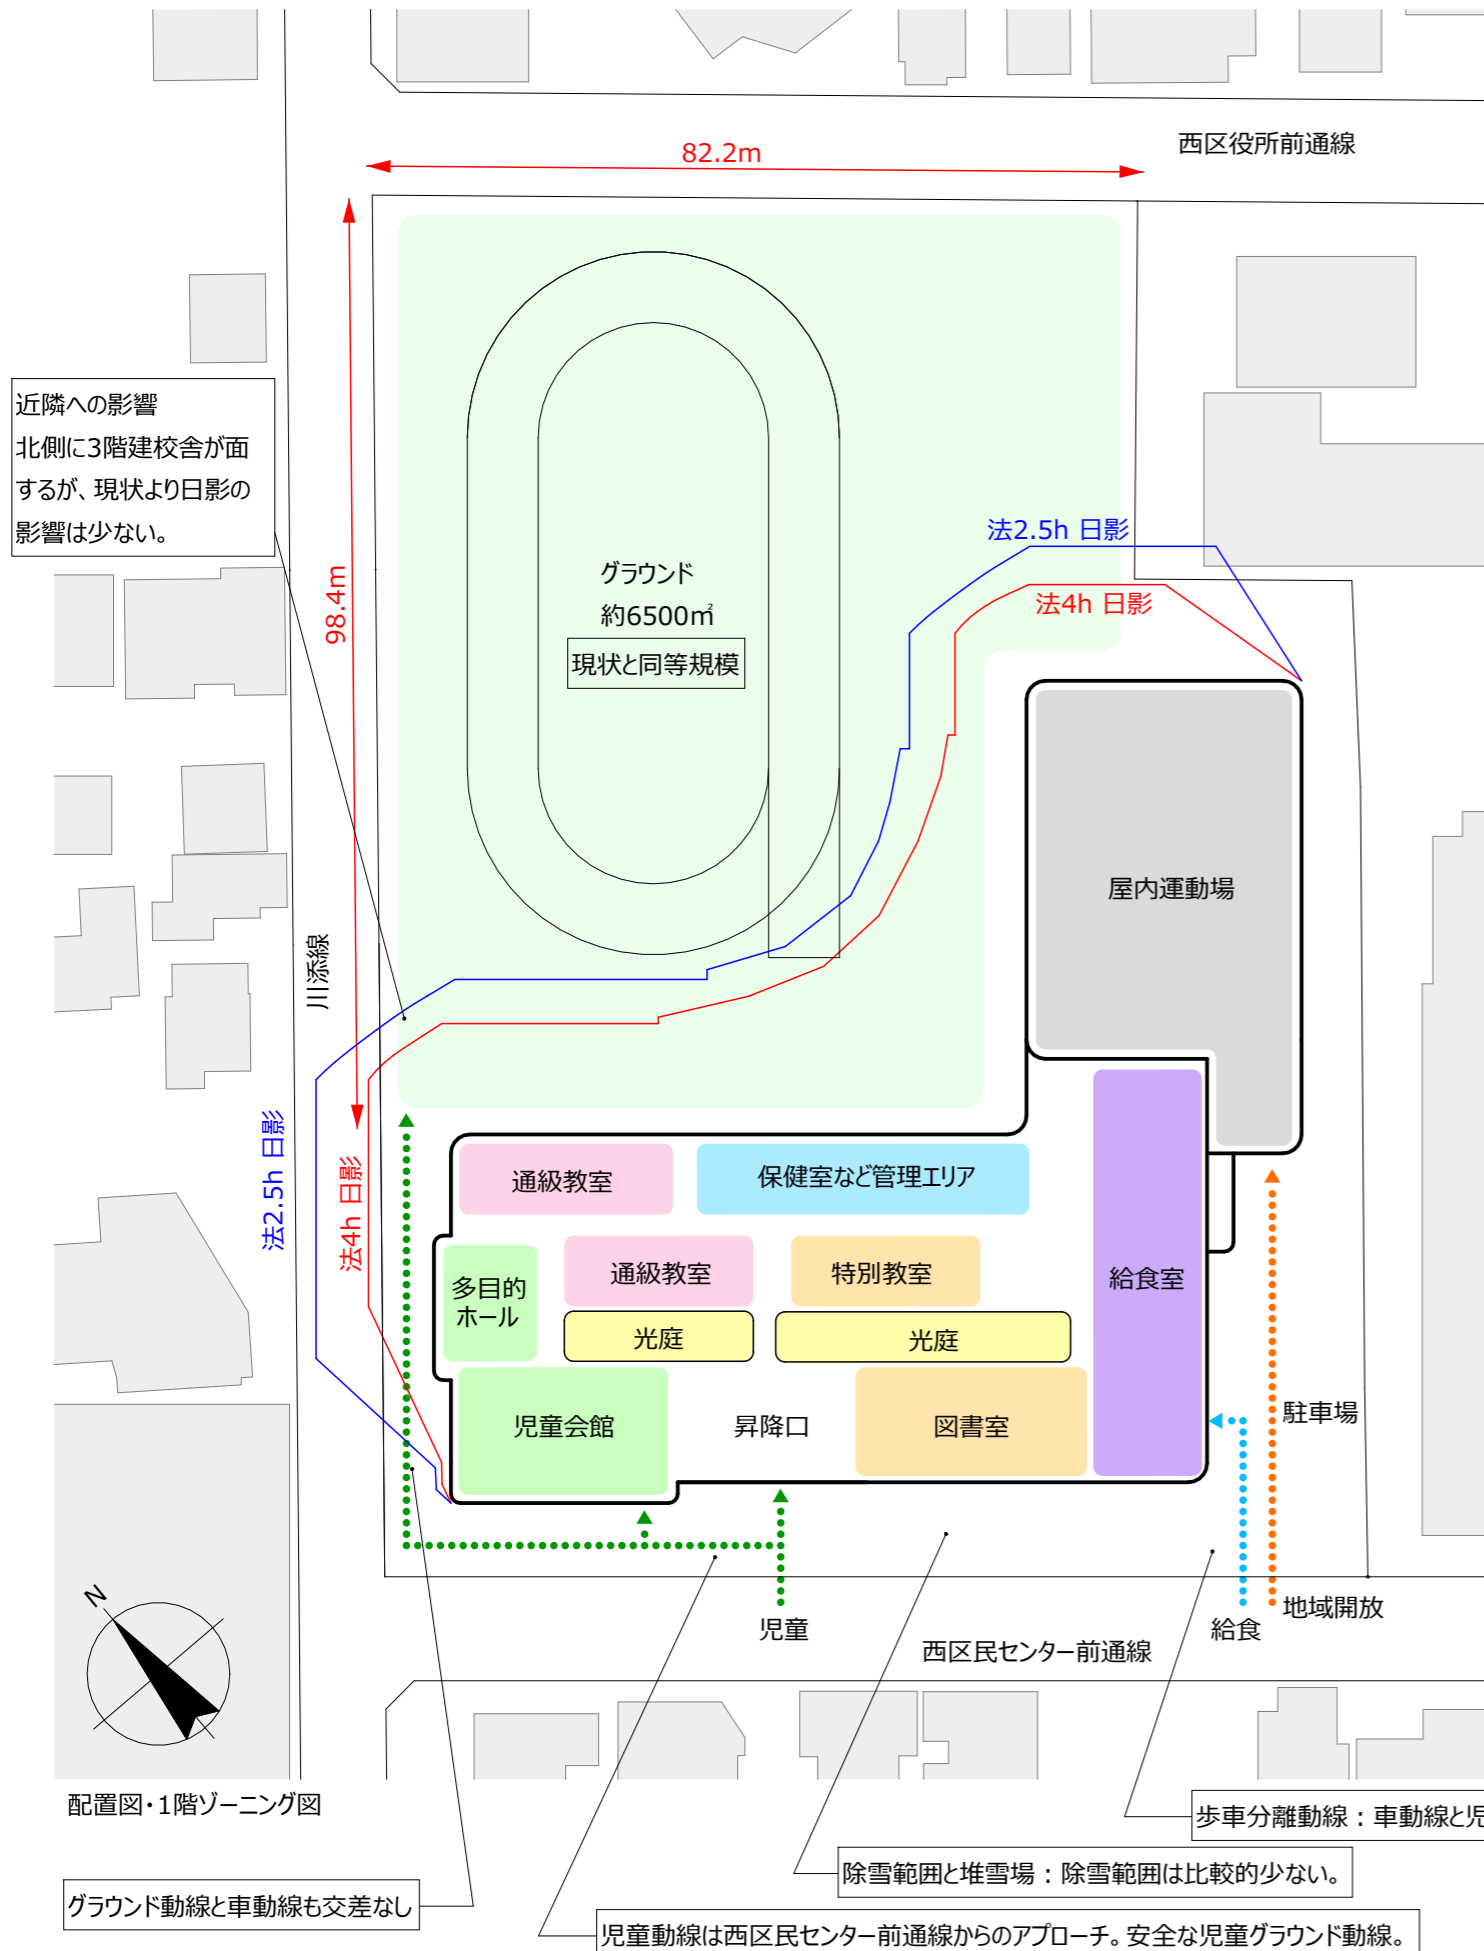 西区役所前通線
82.2m
近隣への影響
北側に3階建校舎が面
するが、現状より日影の
影響は少ない。
98.4m
法2.5h 日影
法4h 日影
グラウンド
約6500㎡
現状と同等規模
屋内運動場
川添線
法2.5h 日影
法4h 日影
通級教室
保健室など管理エリア
多目的
ホール
通級教室
特別教室
給食室
光庭
光庭
児童会館
昇降口
図書室
駐車場
地域開放
児童
給食
西区民センター前通線
N
配置図・1階ゾーニング図
歩車分離動線：車動線と児
除雪範囲と堆雪場：除雪範囲は比較的少ない。
グラウンド動線と車動線も交差なし
児童動線は西区民センター前通線からのアプローチ。安全な児童グラウンド動線。